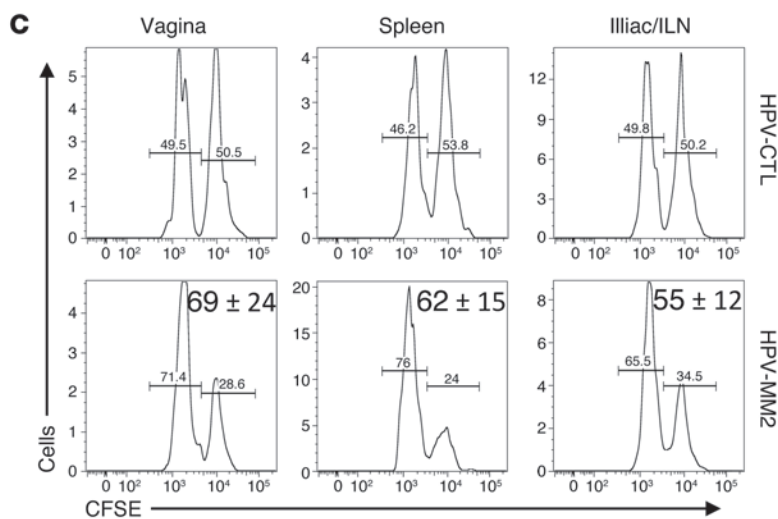 C
Vagina
Spleen
Illiac/ILN
5
4
3
2
1
0
49.5
50.5
0 10² 10³ 10⁴ 10⁵
4
3
2
1
0
46.2
53.8
0 10² 10³ 10⁴ 10⁵
12
9
6
3
0
49.8
50.2
0 10² 10³ 10⁴ 10⁵
HPV-CTL
4
3
2
1
0
69 ± 24
71.4
28.6
0 10² 10³ 10⁴ 10⁵
20
15
10
5
0
62 ± 15
76
24
0 10² 10³ 10⁴ 10⁵
8
6
4
2
0
55 ± 12
65.5
34.5
0 10² 10³ 10⁴ 10⁵
HPV-MM2
Cells
CFSE